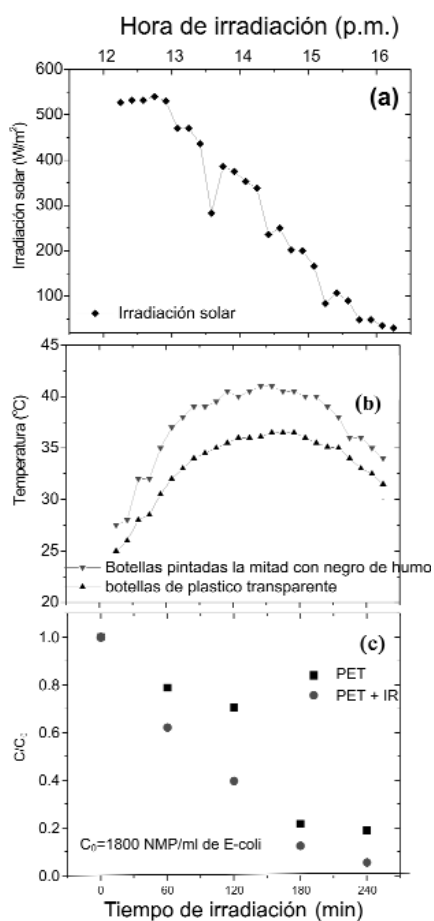 Hora de irradiación (p.m.)
12 13 14 15 16
600
500
400
300
200
100
Irradiación solar (W/m²)
(a)
Irradiación solar
45
40
35
30
25
20
Temperatura (°C)
(b)
Botellas pintadas la mitad con negro de humo
botellas de plastico transparente
1.0
0.8
0.6
0.4
0.2
0.0
C/C₀
(c)
PET
PET + IR
C₀=1800 NMP/ml de E-coli
0 60 120 180 240
Tiempo de irradiación (min)